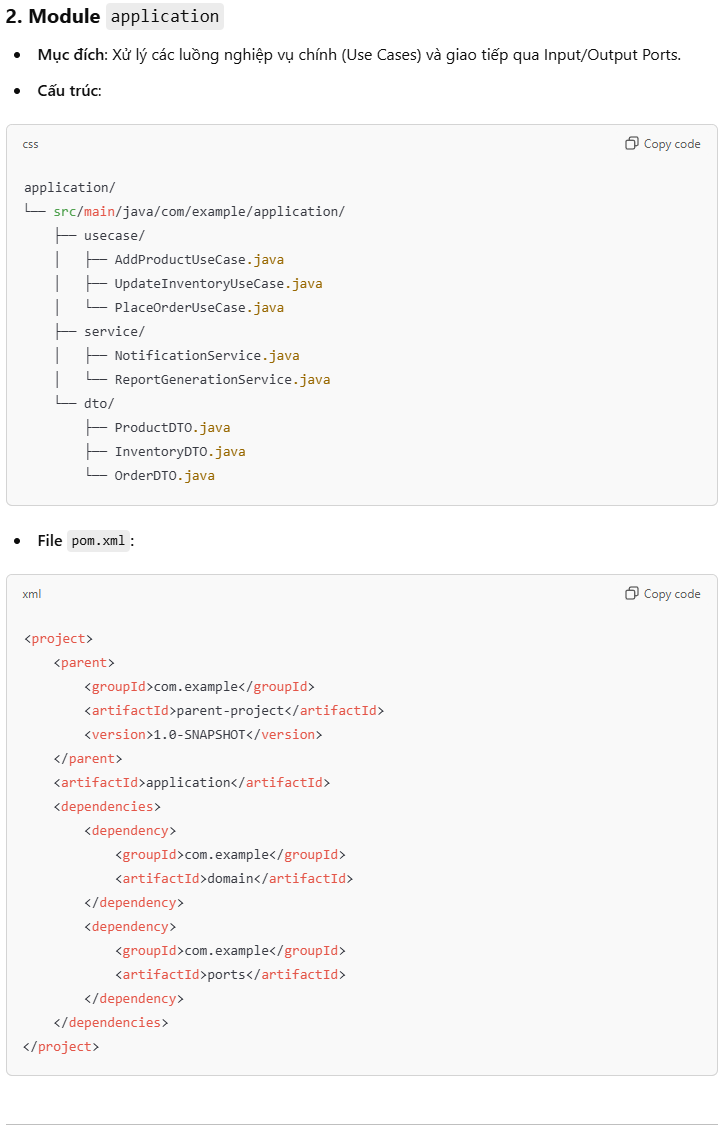 2. Module application
• Mục đích: Xử lý các luồng nghiệp vụ chính (Use Cases) và giao tiếp qua Input/Output Ports.
• Cấu trúc:
css
Copy code
application/
└── src/main/java/com/example/application/
    ├── usecase/
    │   ├── AddProductUseCase.java
    │   ├── UpdateInventoryUseCase.java
    │   └── PlaceOrderUseCase.java
    ├── service/
    │   ├── NotificationService.java
    │   └── ReportGenerationService.java
    └── dto/
        ├── ProductDTO.java
        ├── InventoryDTO.java
        └── OrderDTO.java
• File pom.xml:
xml
Copy code
<project>
    <parent>
        <groupId>com.example</groupId>
        <artifactId>parent-project</artifactId>
        <version>1.0-SNAPSHOT</version>
    </parent>
    <artifactId>application</artifactId>
    <dependencies>
        <dependency>
            <groupId>com.example</groupId>
            <artifactId>domain</artifactId>
        </dependency>
        <dependency>
            <groupId>com.example</groupId>
            <artifactId>ports</artifactId>
        </dependency>
    </dependencies>
</project>